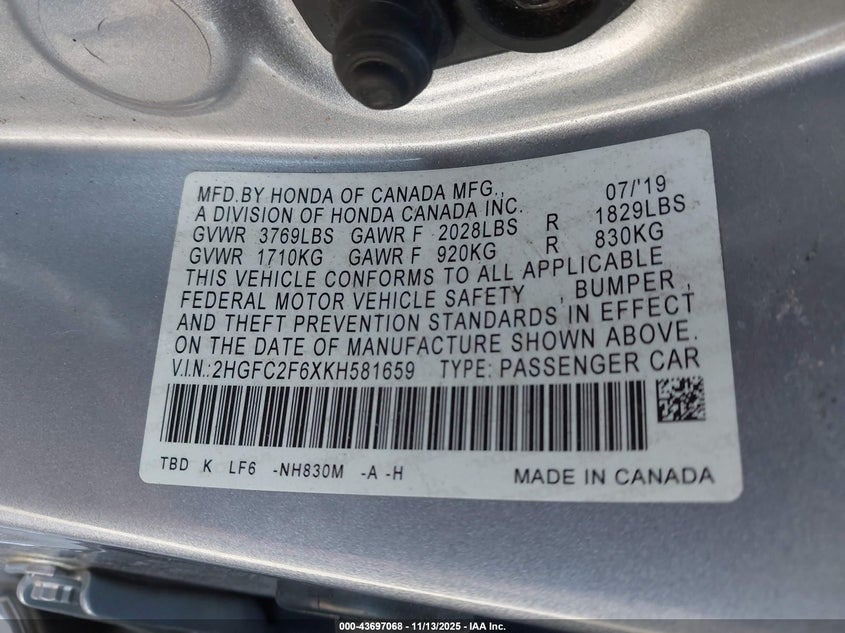 MFD.BY HONDA OF CANADA MFG., 07/'19
A DIVISION OF HONDA CANADA INC.
GVWR 3769LBS GAWR F 2028LBS R 1829LBS
GVWR 1710KG GAWR F 920KG R 830KG
THIS VEHICLE CONFORMS TO ALL APPLICABLE
FEDERAL MOTOR VEHICLE SAFETY , BUMPER ,
AND THEFT PREVENTION STANDARDS IN EFFECT
ON THE DATE OF MANUFACTURE SHOWN ABOVE.
V.I.N.: 2HGFC2F6XKH581659 TYPE: PASSENGER CAR
TBD K LF6 -NH830M -A -H MADE IN CANADA
000-43697068 - 11/13/2025 - IAA Inc.